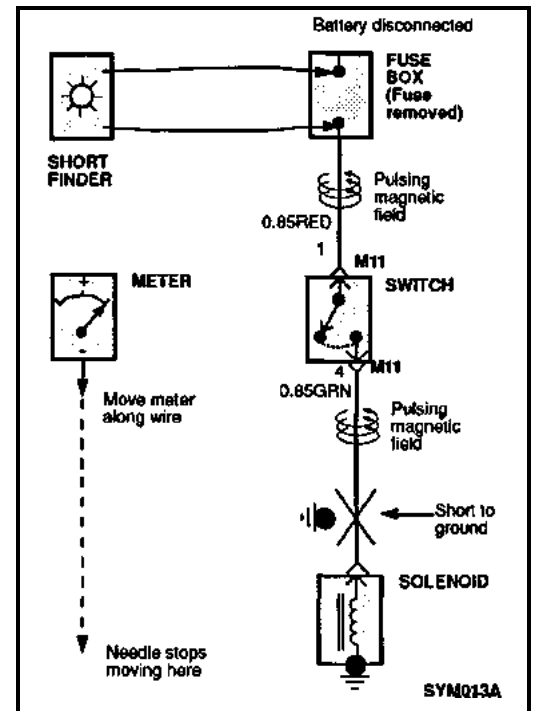 Battery disconnected
FUSE
BOX
(Fuse
removed)
SHORT
FINDER
Pulsing
magnetic
field
0.85RED
1
M11
METER
SWITCH
+
-
4
M11
0.85GRN
Move meter
along wire
Pulsing
magnetic
field
Short to
ground
SOLENOID
Needle stops
moving here
SYM013A